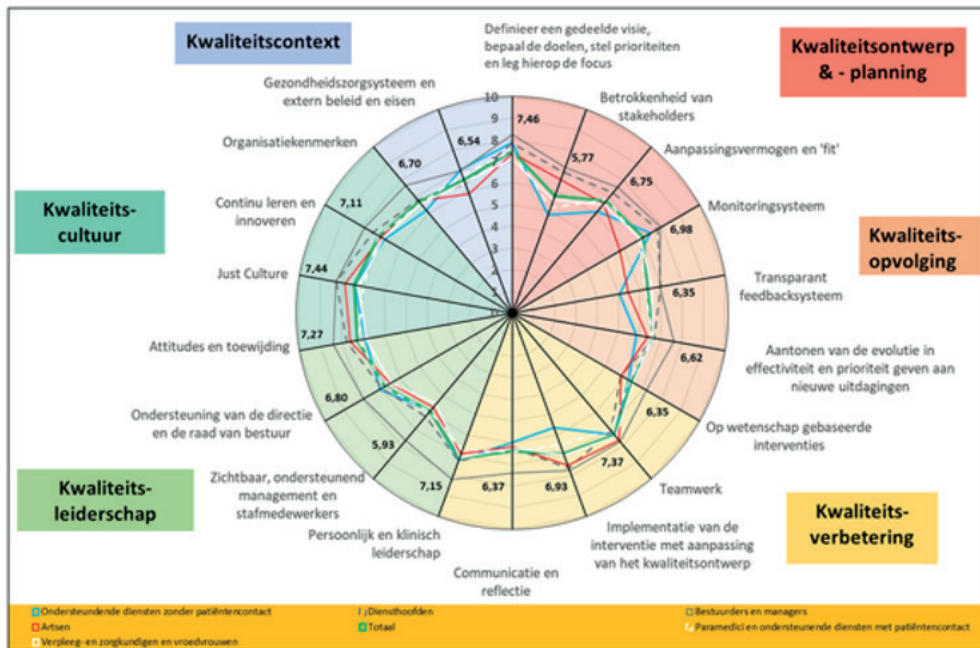 Kwaliteitscontext
Definieer een gedeelde visie,
bepaal de doelen, stel prioriteiten
en leg hierop de focus
Kwaliteitsontwerp
& - planning
Gezondheidszorgsysteem en
extern beleid en eisen
Betrokkenheid van
stakeholders
Organisatiekenmerken
Aanpassingsvermogen en 'fit'
Continu leren en
innoveren
Monitoringsysteem
Kwaliteits-
cultuur
Kwaliteits-
opvolging
Just Culture
Transparant
feedbacksysteem
Attitudes en toewijding
Aantonen van de evolutie in
effectiviteit en prioriteit geven aan
nieuwe uitdagingen
Ondersteuning van de directie
en de raad van bestuur
Op wetenschap gebaseerde
interventies
Kwaliteits-
leiderschap
Zichtbaar, ondersteunend
management en
stafmedewerkers
Teamwerk
Kwaliteits-
verbetering
Persoonlijk en klinisch
leiderschap
Implementatie van de
interventie met aanpassing
van het kwaliteitsontwerp
Communicatie en
reflectie
10
9
8
7
6
5
4
3
2
1
7,46
5,77
6,75
6,98
6,35
6,62
6,35
7,37
6,93
6,37
7,15
5,93
6,80
7,27
7,44
7,11
6,70
6,54
Ondersteundende diensten zonder patiëntencontact
Diensthoofden
Bestuurders en managers
Artsen
Totaal
Paramedici en ondersteunende diensten met patiëntencontact
Verpleeg- en zorgkundigen en vroedvrouwen